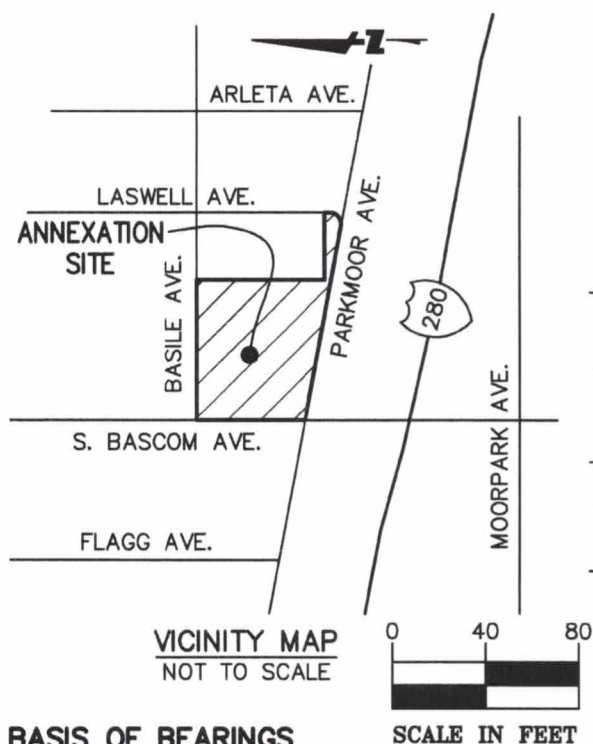 Z
ARLETA AVE.
LASWELL AVE.
ANNEXATION
SITE
BASILE AVE.
PARKMOOR AVE.
280
S. BASCOM AVE.
MOORPARK AVE.
FLAGG AVE.
VICINITY MAP
NOT TO SCALE
0 40 80
SCALE IN FEET
BASIS OF BEARINGS